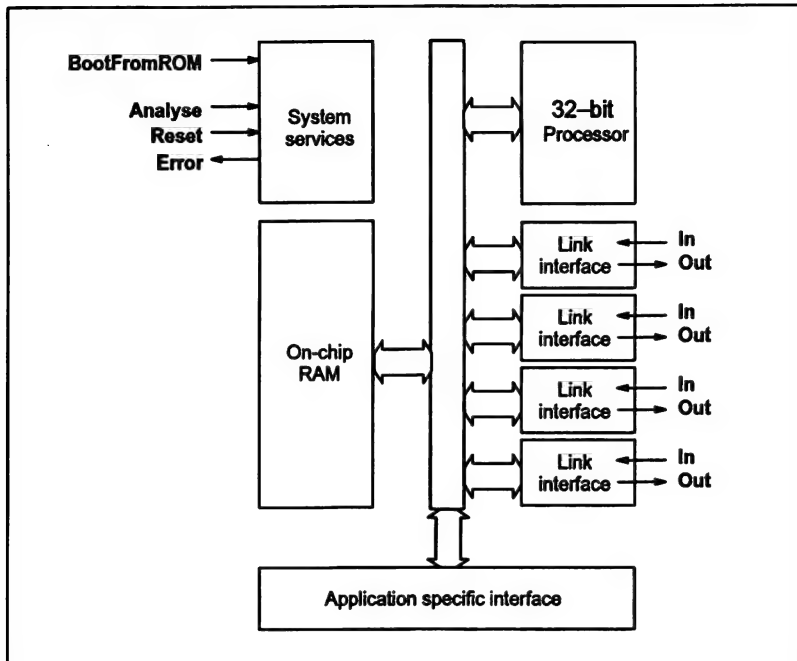 BootFromROM
Analyse
Reset
Error
System
services
32-bit
Processor
Link
interface
In
Out
Link
interface
In
Out
On-chip
RAM
Link
interface
In
Out
Link
interface
In
Out
Application specific interface